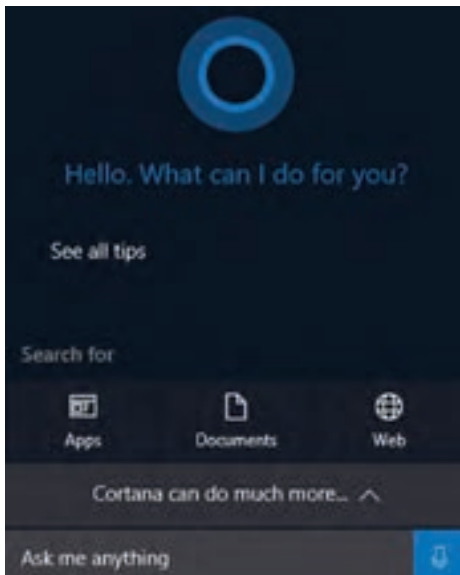 Hello. What can I do for you?
See all tips
Search for
Apps Documents Web
Cortana can do much more...
Ask me anything